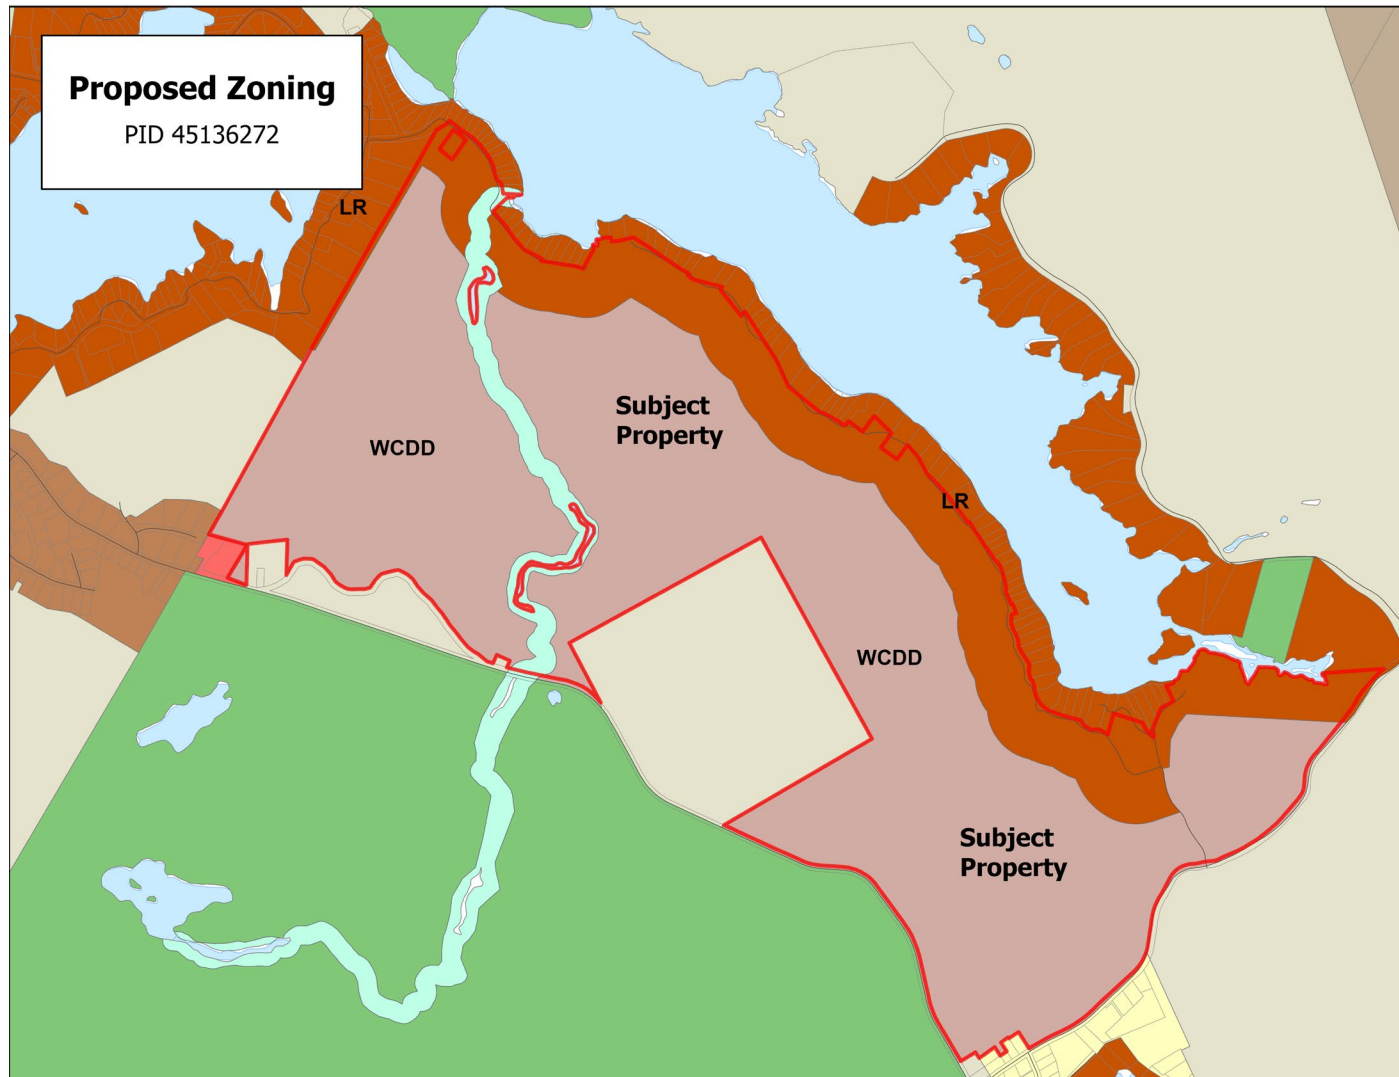 Proposed Zoning
PID 45136272
LR
Subject
Property
WCDD
LR
WCDD
Subject
Property